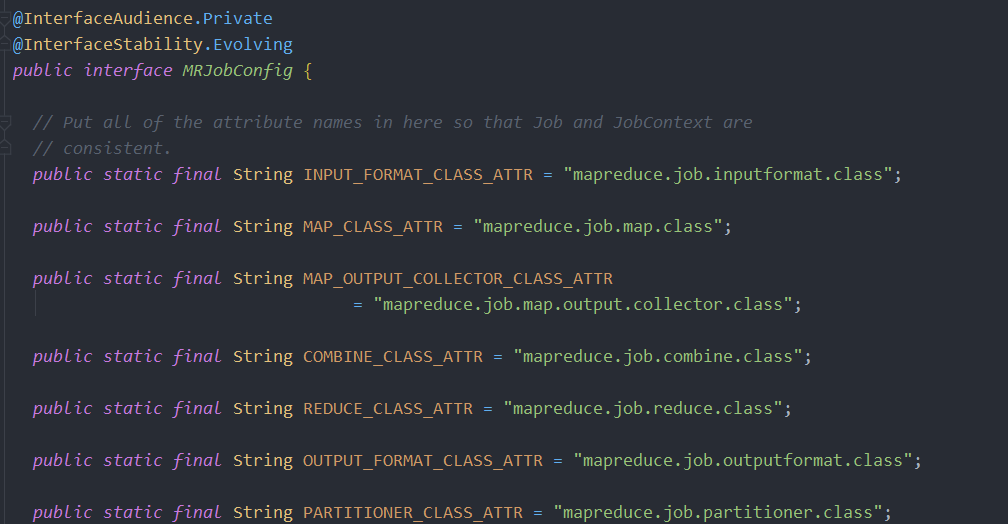 @InterfaceAudience.Private
@InterfaceStability.Evolving
public interface MRJobConfig {
// Put all of the attribute names in here so that Job and JobContext are
// consistent.
public static final String INPUT_FORMAT_CLASS_ATTR = "mapreduce.job.inputformat.class";
public static final String MAP_CLASS_ATTR = "mapreduce.job.map.class";
public static final String MAP_OUTPUT_COLLECTOR_CLASS_ATTR
= "mapreduce.job.map.output.collector.class";
public static final String COMBINE_CLASS_ATTR = "mapreduce.job.combine.class";
public static final String REDUCE_CLASS_ATTR = "mapreduce.job.reduce.class";
public static final String OUTPUT_FORMAT_CLASS_ATTR = "mapreduce.job.outputformat.class";
public static final String PARTITIONER_CLASS_ATTR = "mapreduce.job.partitioner.class";